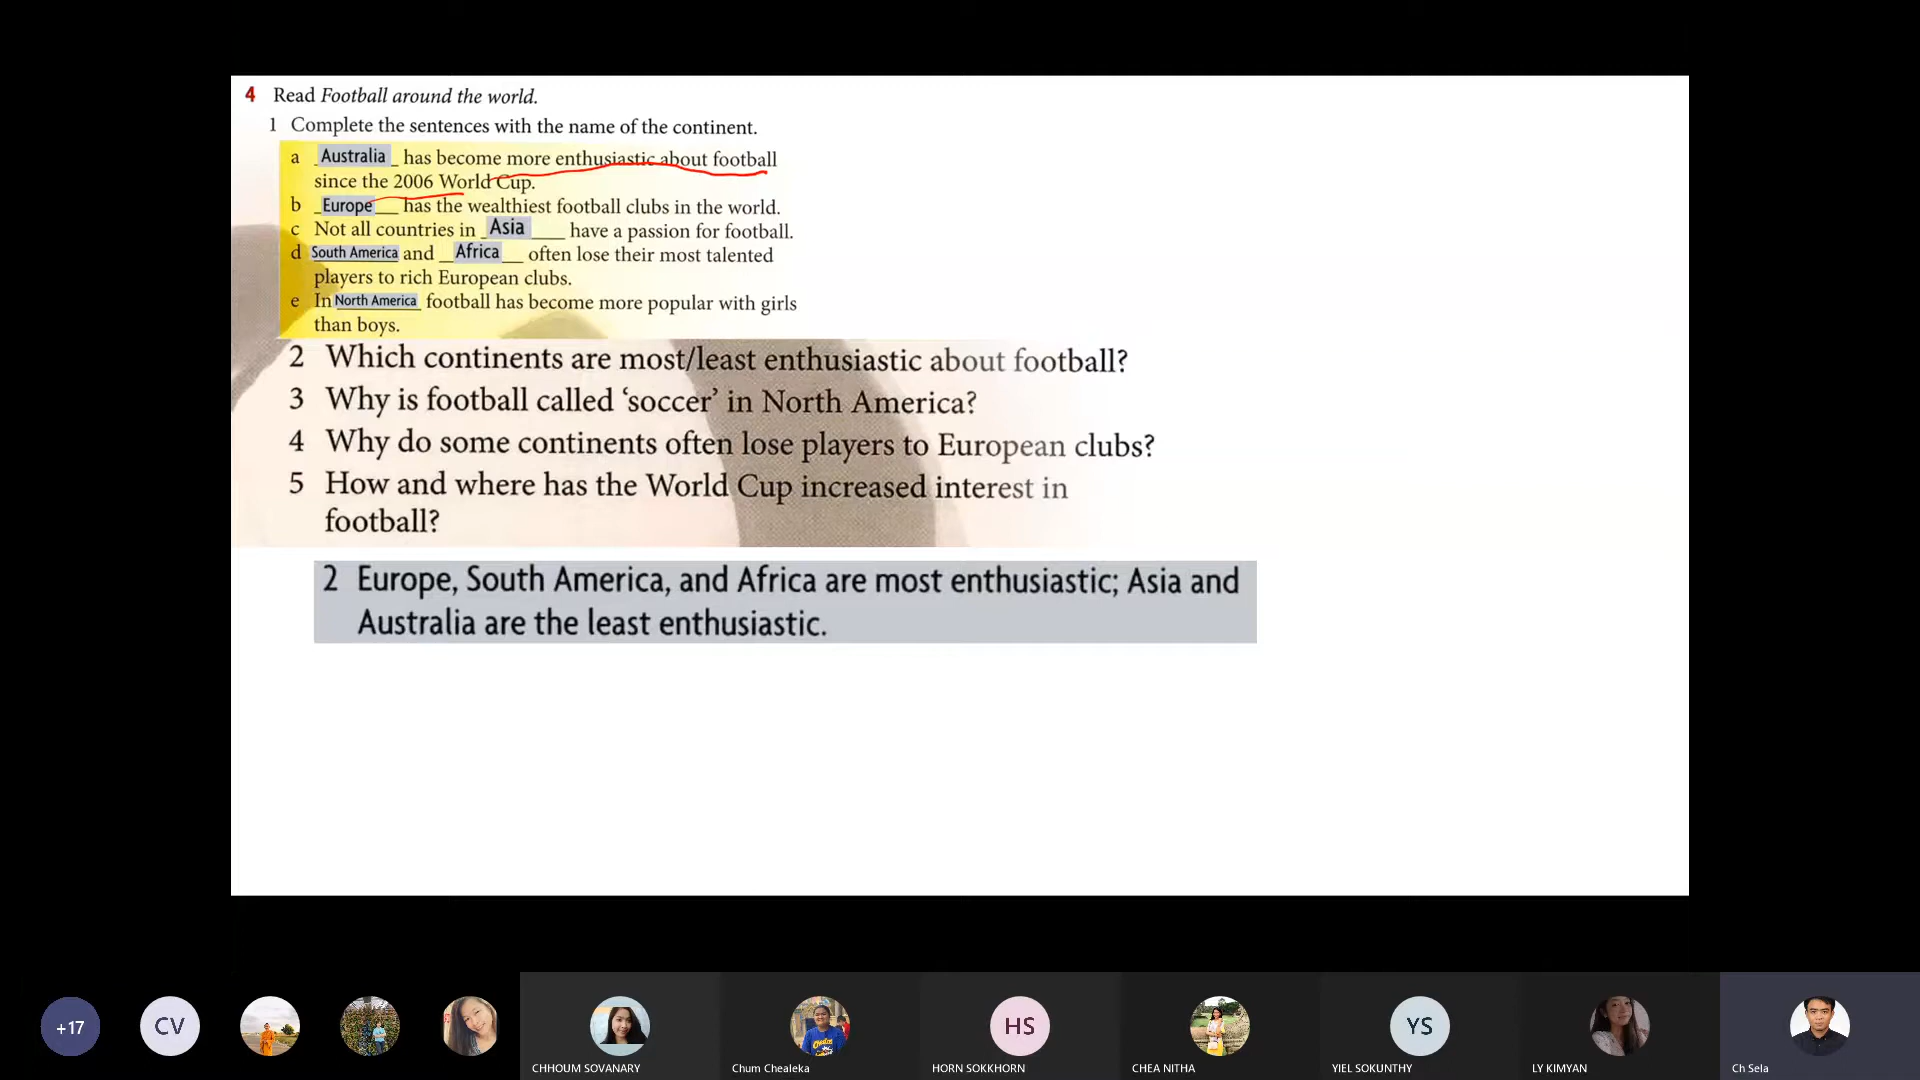 4 Read Football around the world.
1 Complete the sentences with the name of the continent.
a _Australia_ has become more enthusiastic about football
since the 2006 World Cup.
b _Europe___ has the wealthiest football clubs in the world.
c Not all countries in _Asia____ have a passion for football.
d South America and __Africa__ often lose their most talented
players to rich European clubs.
e In North America football has become more popular with girls
than boys.
2 Which continents are most/least enthusiastic about football?
3 Why is football called ‘soccer’ in North America?
4 Why do some continents often lose players to European clubs?
5 How and where has the World Cup increased interest in
football?
2 Europe, South America, and Africa are most enthusiastic; Asia and
Australia are the least enthusiastic.
+17
CV
HS
YS
CHHOUM SOVANARY
Chum Chealeka
HORN SOKKHORN
CHEA NITHA
YIEL SOKUNTHY
LY KIMYAN
Ch Sela